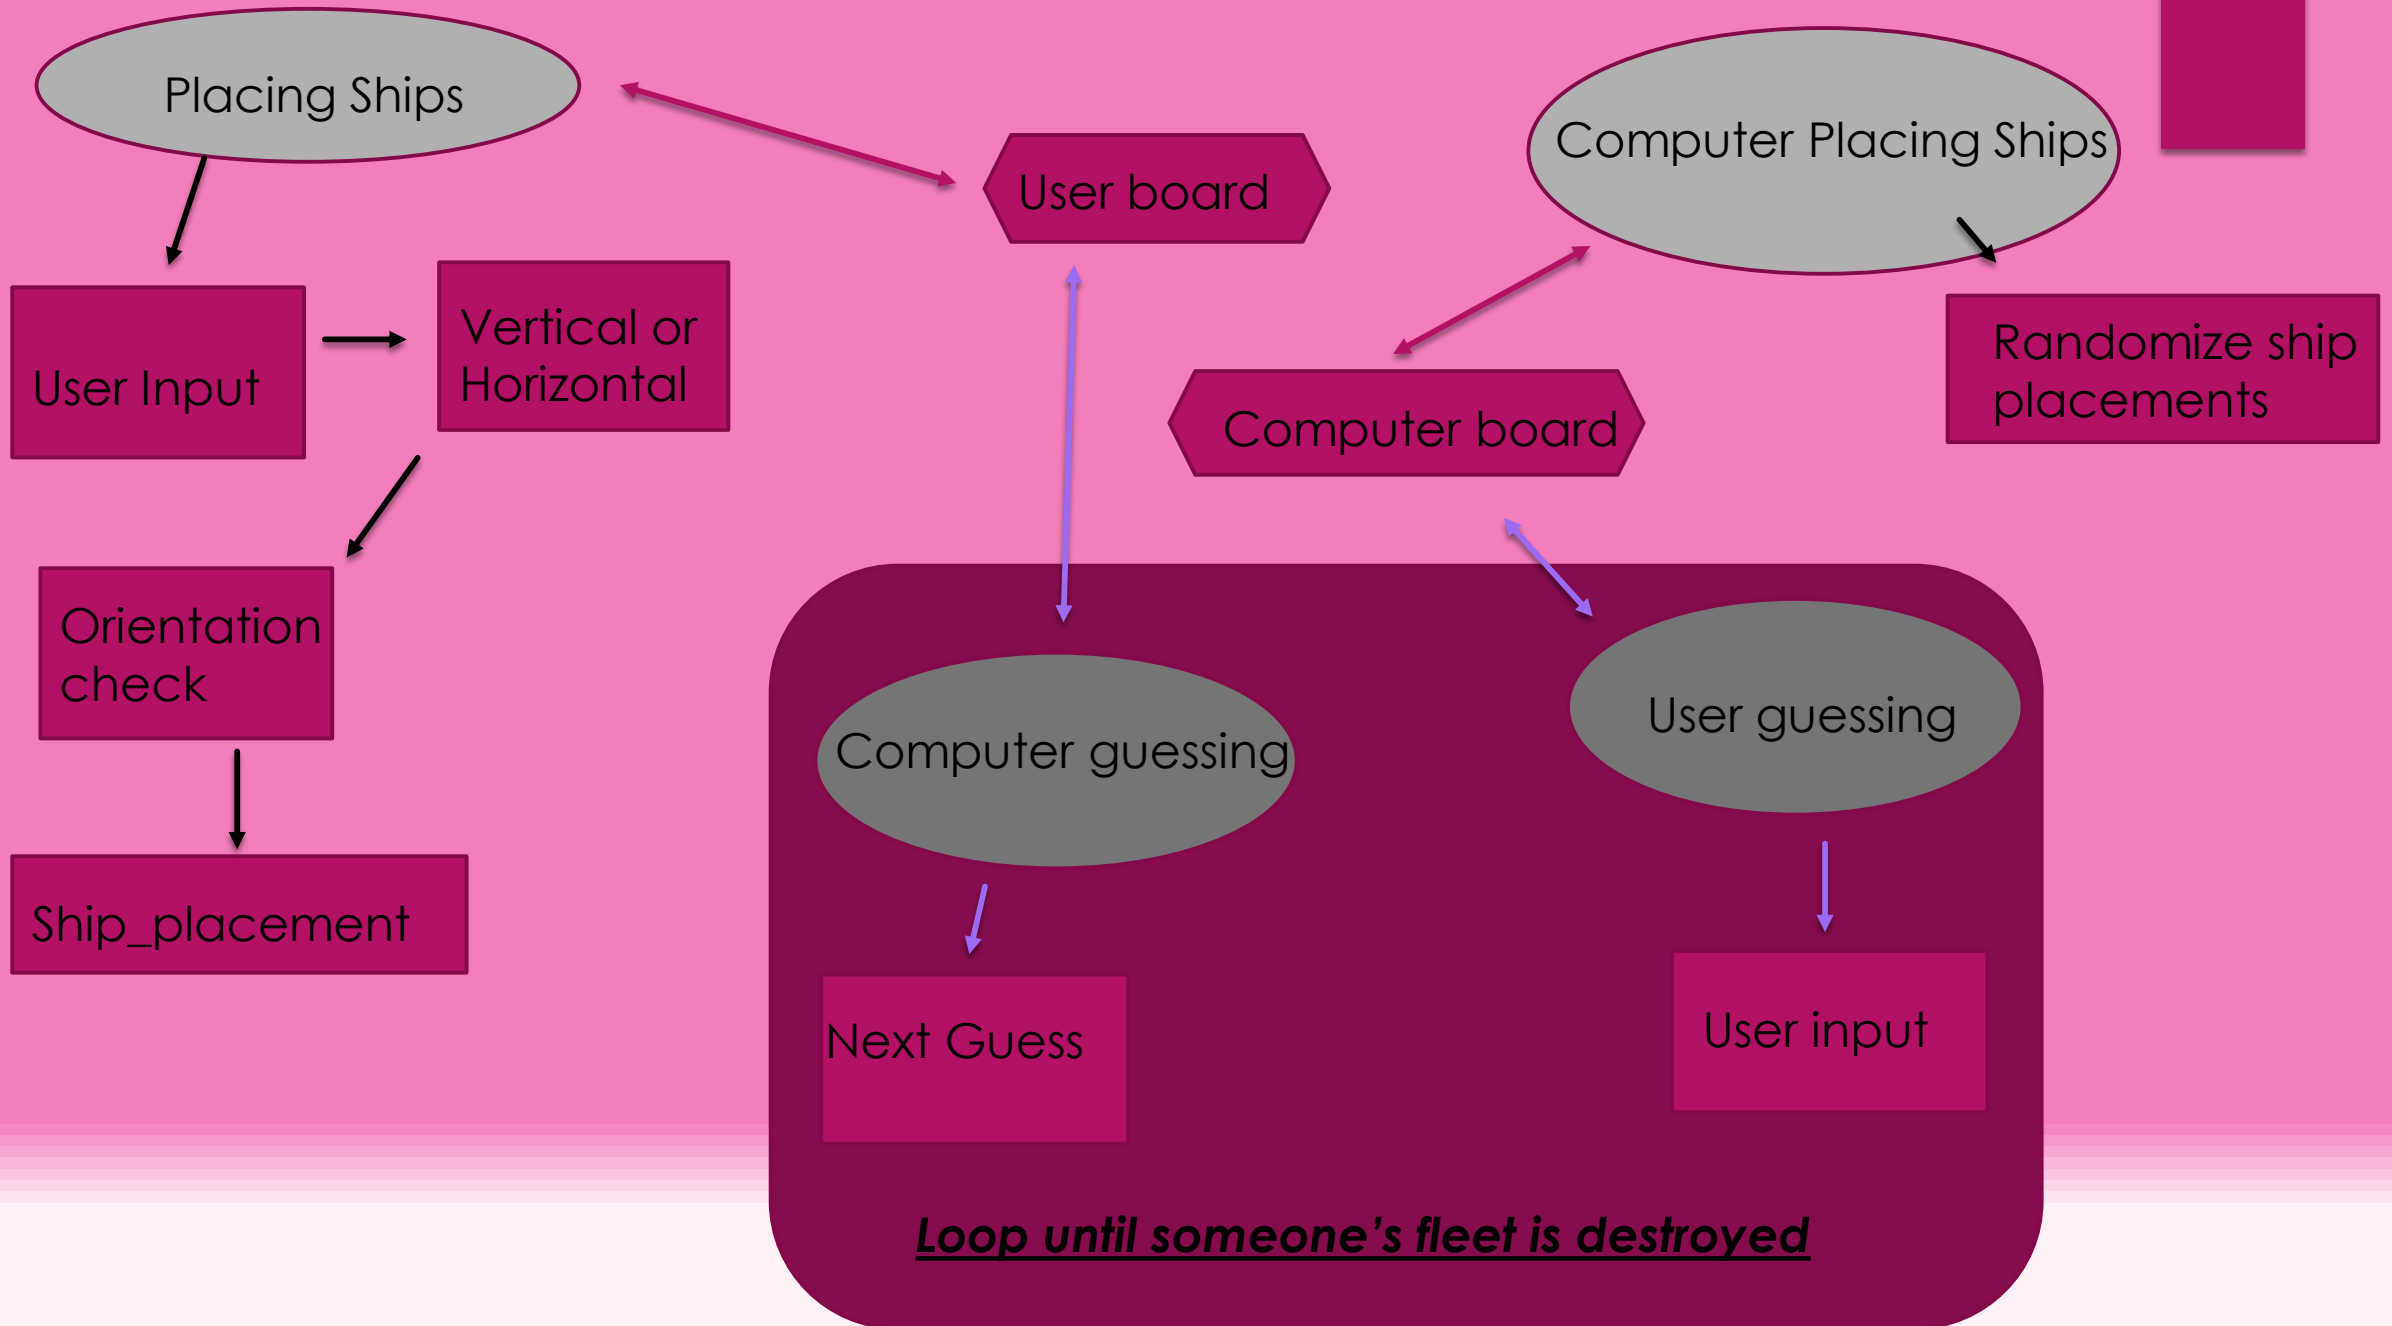 Placing Ships
Computer Placing Ships
User board
User Input
Vertical or
Horizontal
Randomize ship
placements
Computer board
Orientation
check
Ship_placement
Computer guessing
User guessing
Next Guess
User input
Loop until someone’s fleet is destroyed